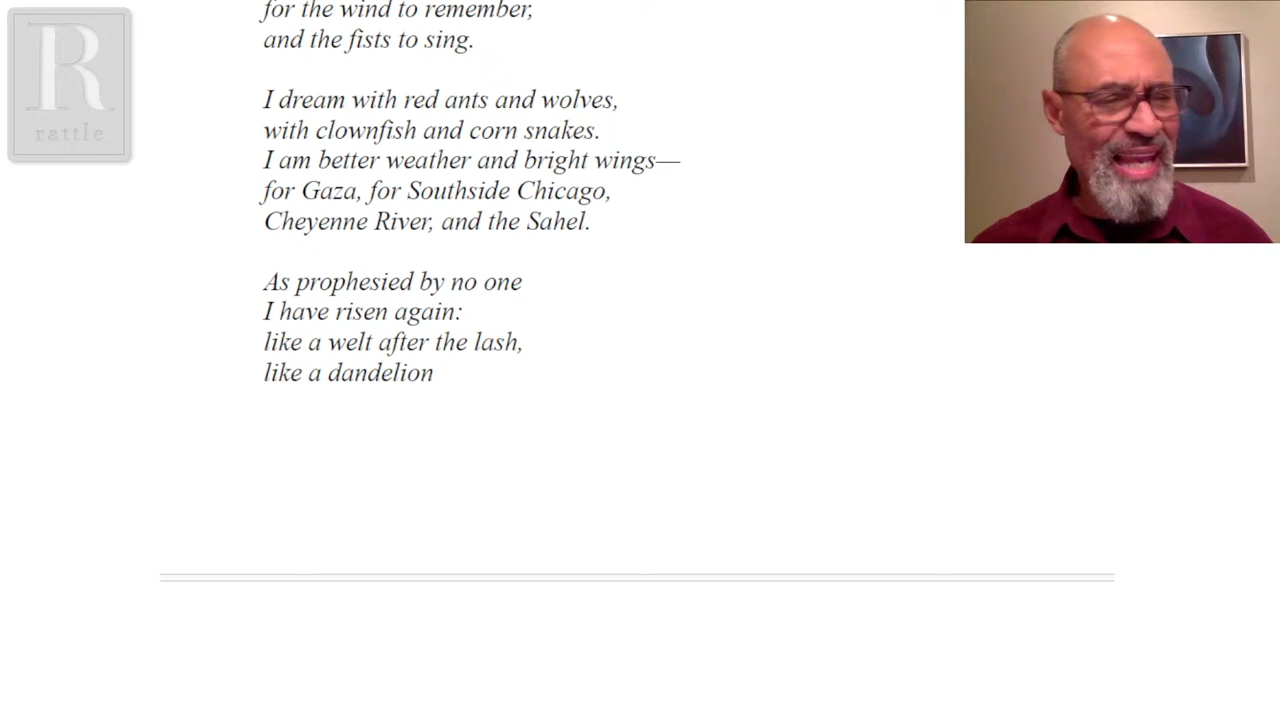 for the wind to remember,
and the fists to sing.
I dream with red ants and wolves,
with clownfish and corn snakes.
I am better weather and bright wings—
for Gaza, for Southside Chicago,
Cheyenne River, and the Sahel.
As prophesied by no one
I have risen again:
like a welt after the lash,
like a dandelion
R
rattle